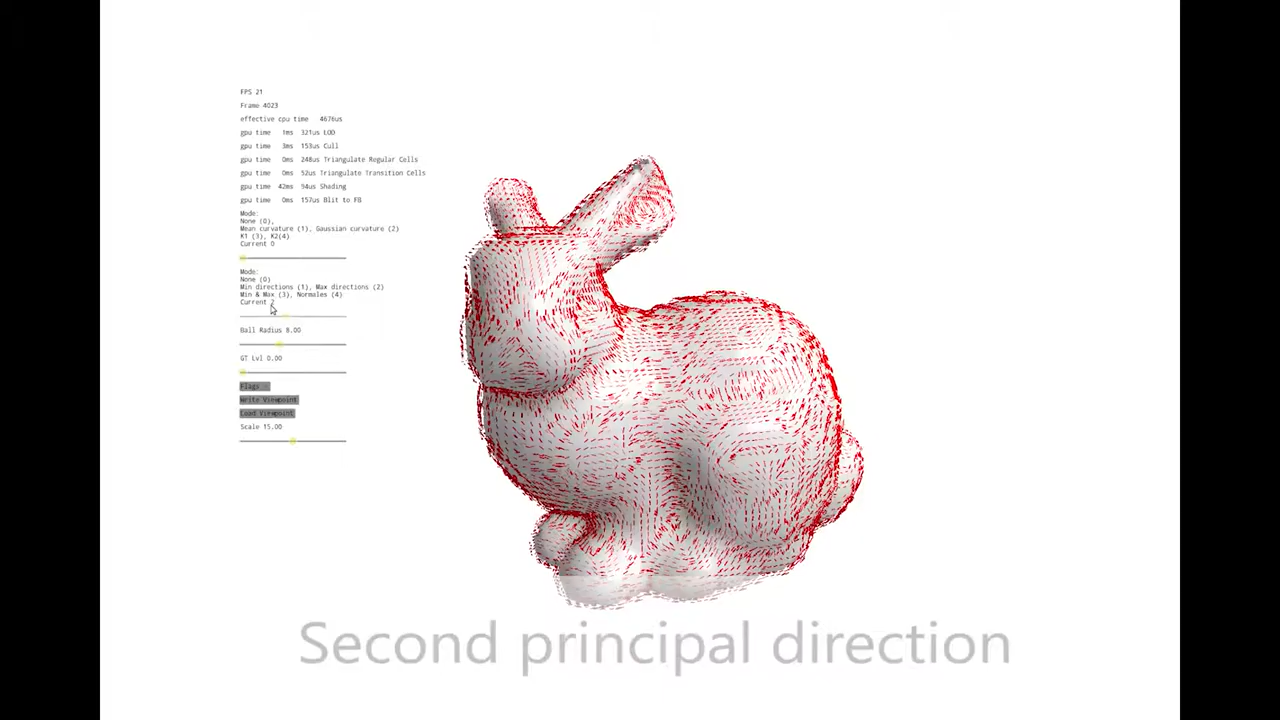 FPS 21
Frame 4023
effective cpu time 4676us
gpu time 1ms 321us LOD
gpu time 3ms 153us Cull
gpu time 0ms 248us Triangulate Regular Cells
gpu time 0ms 52us Triangulate Transition Cells
gpu time 42ms 94us Shading
gpu time 0ms 157us Blit to FB
Mode:
None (0),
Mean curvature (1), Gaussian curvature (2)
K1 (3), K2(4)
Current 0
Mode:
None (0)
Min directions (1), Max directions (2)
Min & Max (3), Normales (4)
Current 2
Ball Radius 8.00
GT Lvl 0.00
Flags
Write Viewpoint
Load Viewpoint
Scale 15.00
Second principal direction